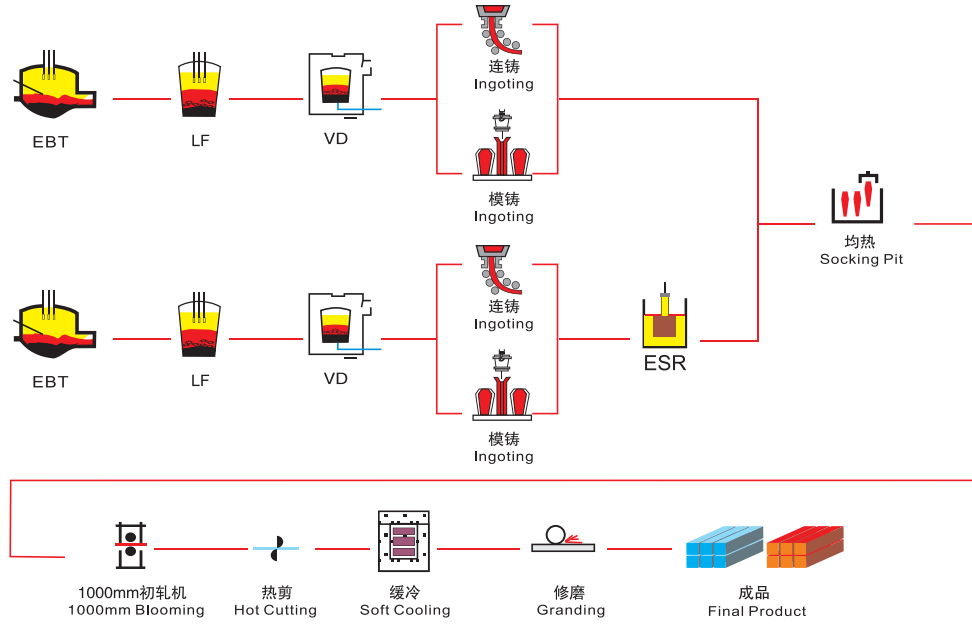 连铸
Ingoting
EBT
LF
VD
模铸
Ingoting
均热
Socking Pit
连铸
Ingoting
EBT
LF
VD
ESR
模铸
Ingoting
1000mm初轧机
1000mm Blooming
热剪
Hot Cutting
缓冷
Soft Cooling
修磨
Granding
成品
Final Product